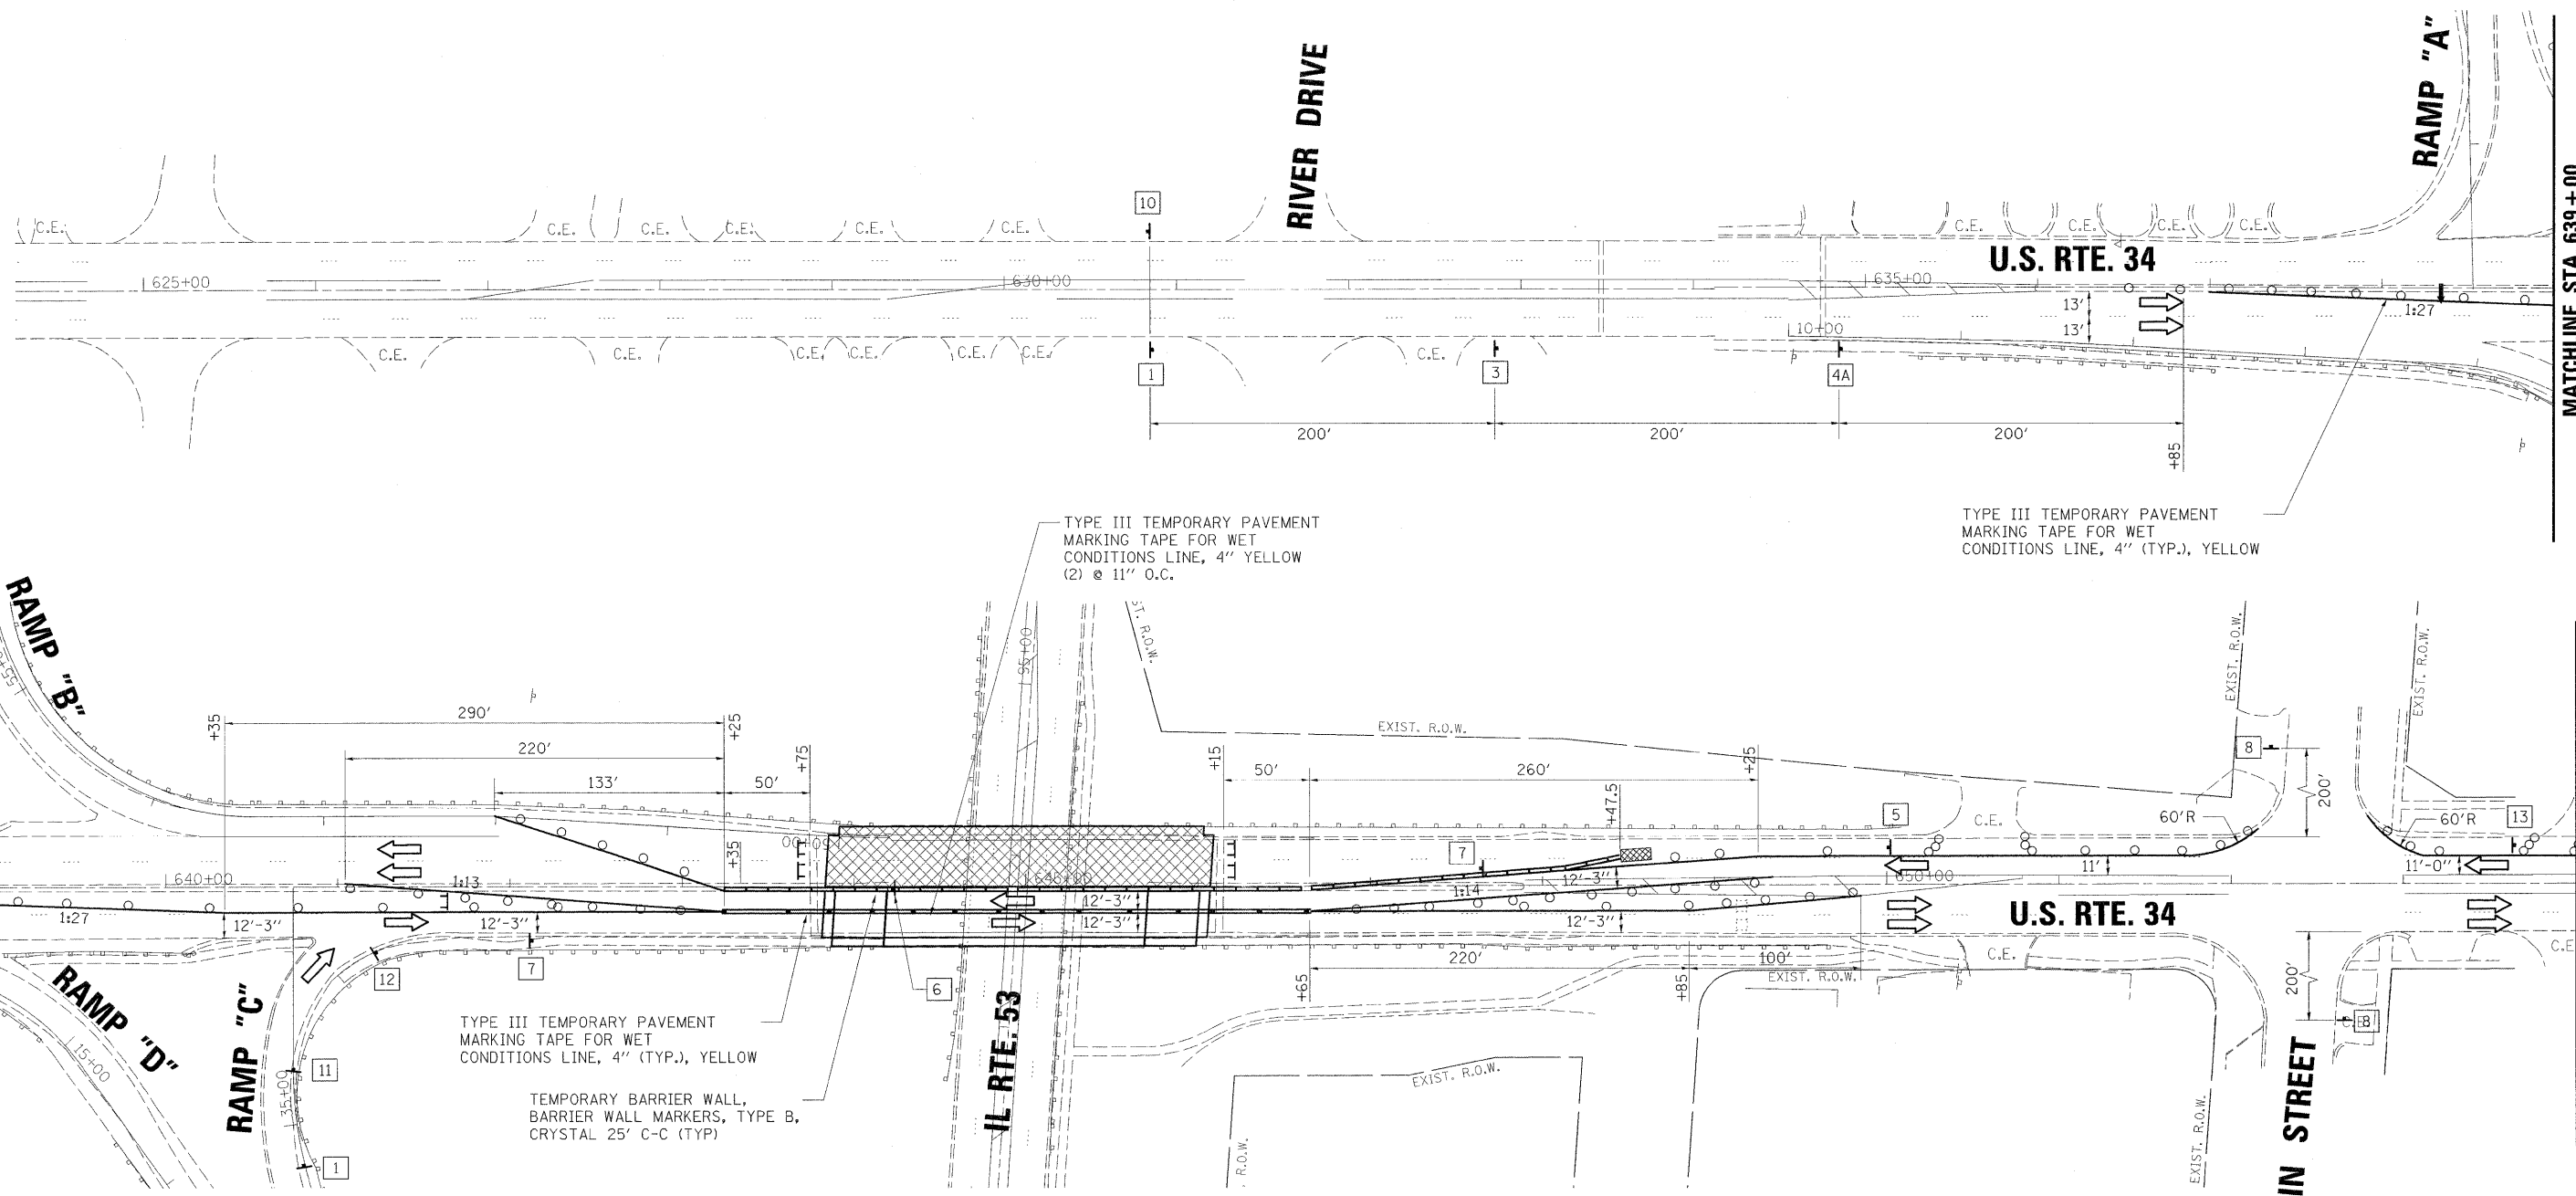 RIVER DRIVE
RAMP "A"
MATCHLINE STA 639+00
C.E.
C.E.
C.E.
C.E.
C.E.
C.E.
10
C.E.
C.E.
C.E.
C.E.
U.S. RTE. 34
625+00
630+00
635+00
13'
13'
10+00
1:27
C.E.
C.E.
C.E.
C.E.
C.E.
C.E.
C.E.
1
3
4A
200'
200'
200'
+85
TYPE III TEMPORARY PAVEMENT
MARKING TAPE FOR WET
CONDITIONS LINE, 4" YELLOW
(2) @ 11" O.C.
TYPE III TEMPORARY PAVEMENT
MARKING TAPE FOR WET
CONDITIONS LINE, 4" (TYP.), YELLOW
RAMP "B"
55+
95+00
ST. R.O.W.
EXIST. R.O.W.
EXIST. R.O.W.
EXIST. R.O.W.
+35
290'
+25
220'
+75
133'
50'
+15
50'
260'
+25
+47.5
8
200'
5
C.E.
60'R
60'R
13
+35
7
640+00
1:13
1:14
12'-3"
650+00
11'
11'-0"
1:27
12'-3"
12'-3"
12'-3"
12'-3"
12'-3"
U.S. RTE. 34
220'
100'
EXIST. R.O.W.
C.E.
C.E.
+65
+85
200'
8
12
7
6
RAMP "D"
15+00
RAMP "C"
35+00
11
1
TYPE III TEMPORARY PAVEMENT
MARKING TAPE FOR WET
CONDITIONS LINE, 4" (TYP.), YELLOW
TEMPORARY BARRIER WALL,
BARRIER WALL MARKERS, TYPE B,
CRYSTAL 25' C-C (TYP)
IL RTE. 53
EXIST. R.O.W.
R.O.W.
EXIST. R.O.W.
IN STREET